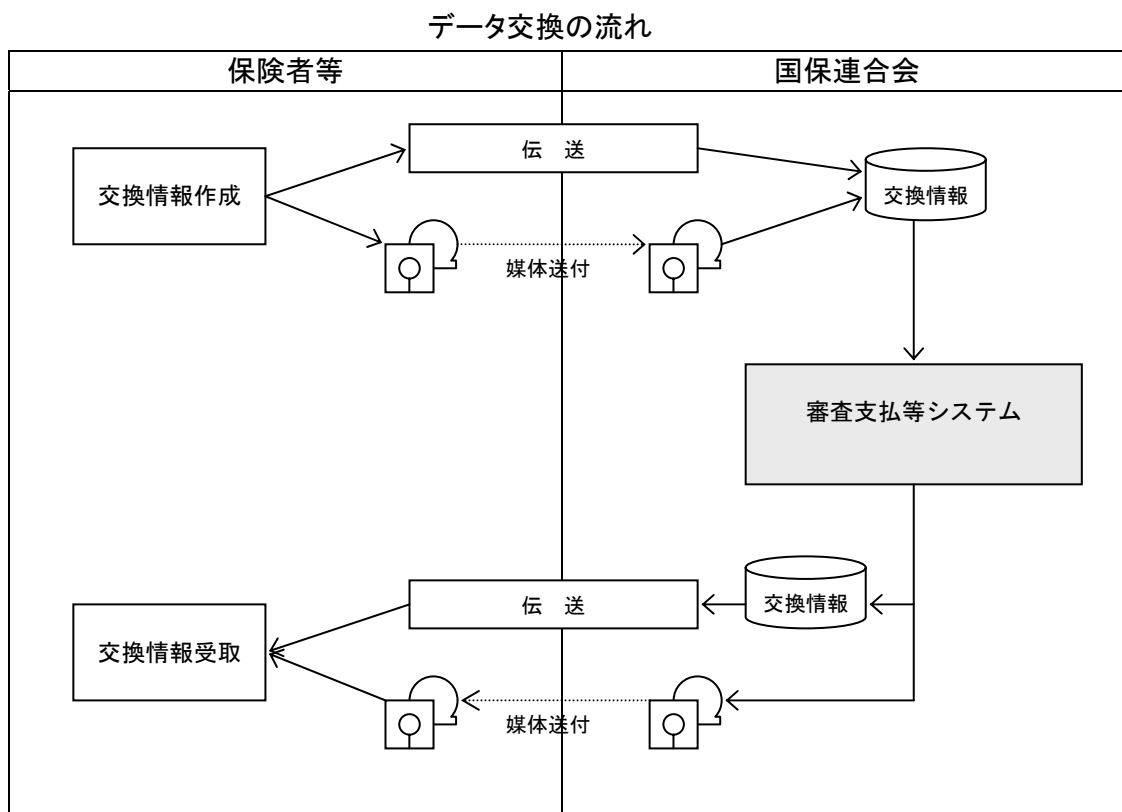 データ交換の流れ
保険者等
国保連合会
伝 送
交換情報作成
交換情報
媒体送付
審査支払等システム
伝 送
交換情報
交換情報受取
媒体送付